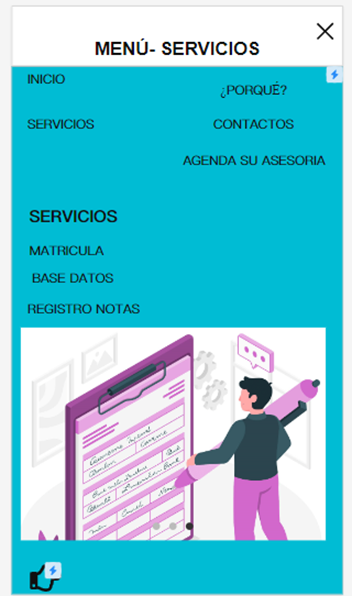 MENÚ- SERVICIOS
INICIO
¿PORQUÉ?
SERVICIOS
CONTACTOS
AGENDA SU ASESORIA
SERVICIOS
MATRICULA
BASE DATOS
REGISTRO NOTAS